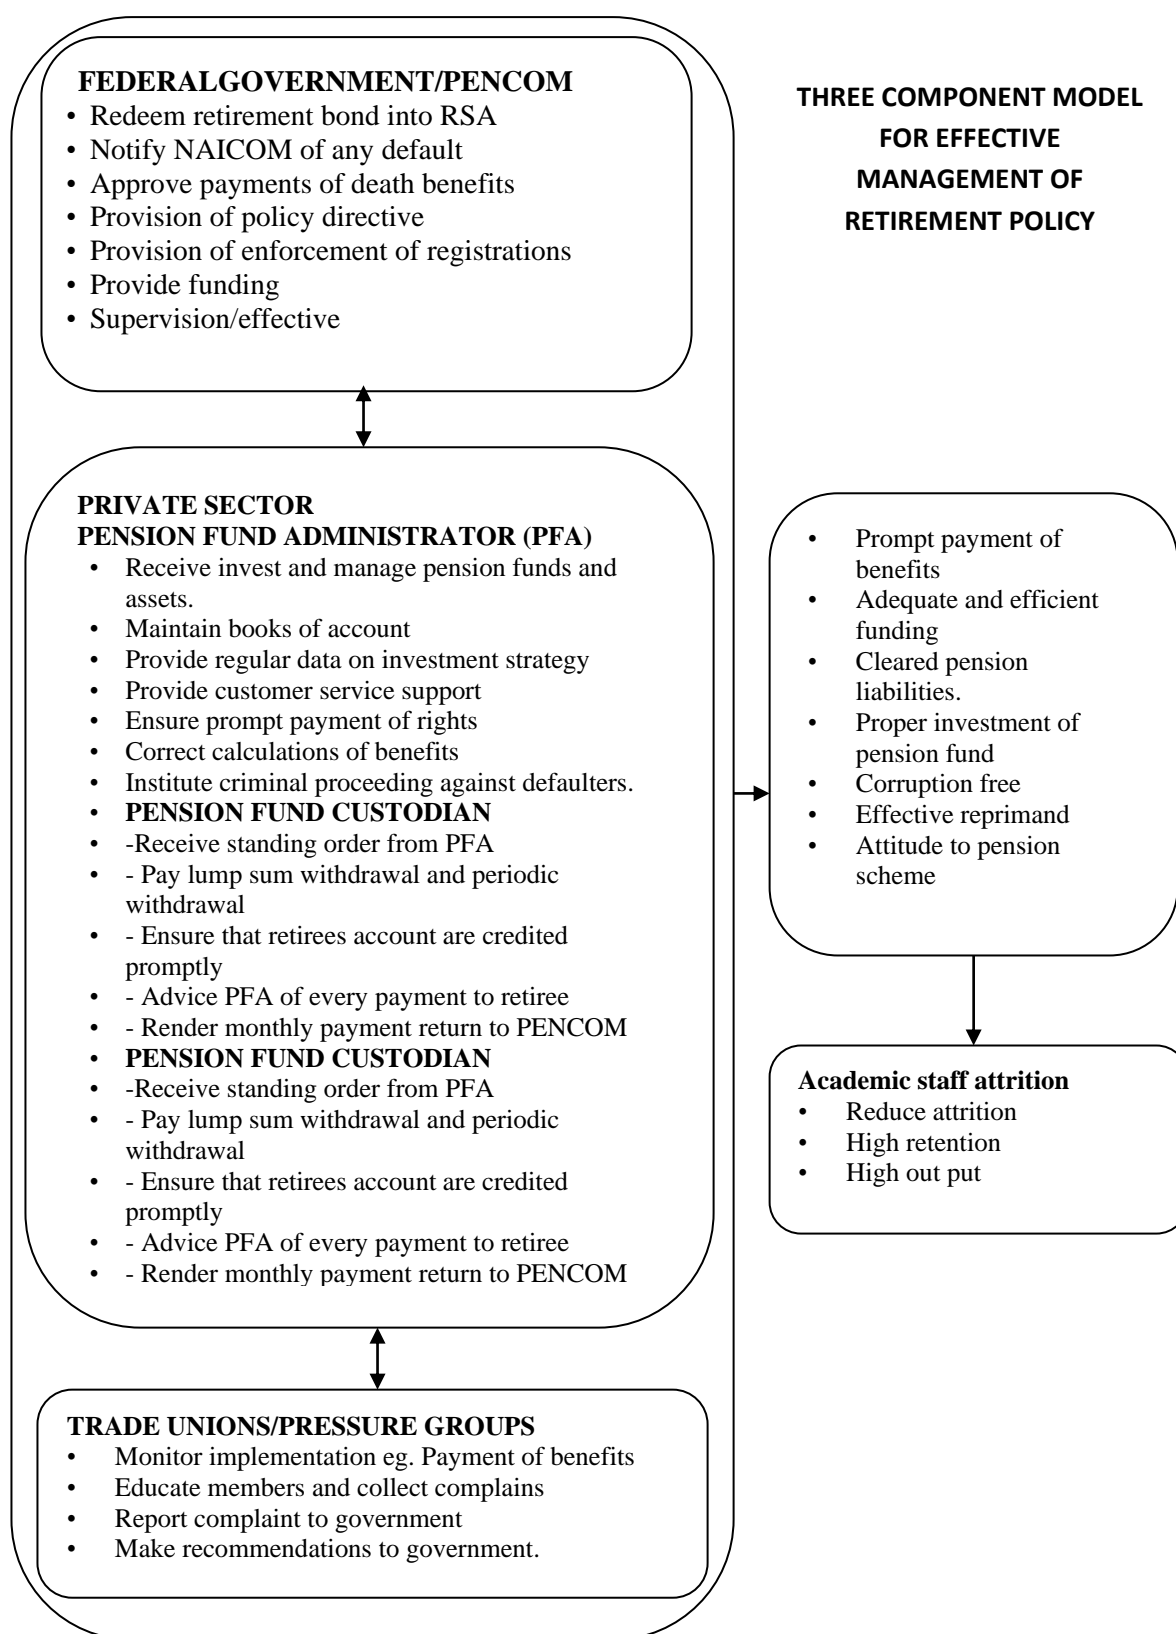 FEDERALGOVERNMENT/PENCOM
• Redeem retirement bond into RSA
• Notify NAICOM of any default
• Approve payments of death benefits
• Provision of policy directive
• Provision of enforcement of registrations
• Provide funding
• Supervision/effective
THREE COMPONENT MODEL
FOR EFFECTIVE
MANAGEMENT OF
RETIREMENT POLICY
PRIVATE SECTOR
PENSION FUND ADMINISTRATOR (PFA)
• Receive invest and manage pension funds and
assets.
• Maintain books of account
• Provide regular data on investment strategy
• Provide customer service support
• Ensure prompt payment of rights
• Correct calculations of benefits
• Institute criminal proceeding against defaulters.
• PENSION FUND CUSTODIAN
• -Receive standing order from PFA
• - Pay lump sum withdrawal and periodic
withdrawal
• - Ensure that retirees account are credited
promptly
• - Advice PFA of every payment to retiree
• - Render monthly payment return to PENCOM
• PENSION FUND CUSTODIAN
• -Receive standing order from PFA
• - Pay lump sum withdrawal and periodic
withdrawal
• - Ensure that retirees account are credited
promptly
• - Advice PFA of every payment to retiree
• - Render monthly payment return to PENCOM
• Prompt payment of
benefits
• Adequate and efficient
funding
• Cleared pension
liabilities.
• Proper investment of
pension fund
• Corruption free
• Effective reprimand
• Attitude to pension
scheme
Academic staff attrition
• Reduce attrition
• High retention
• High out put
TRADE UNIONS/PRESSURE GROUPS
• Monitor implementation eg. Payment of benefits
• Educate members and collect complains
• Report complaint to government
• Make recommendations to government.